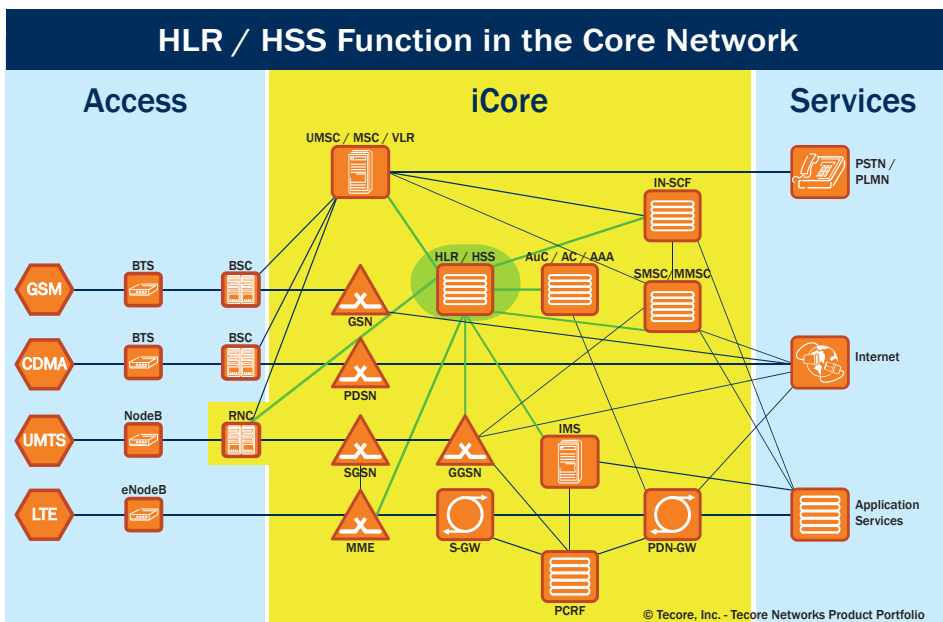 HLR / HSS Function in the Core Network
Access
iCore
Services
UMSC / MSC / VLR
PSTN /
PLMN
IN-SCF
HLR / HSS
AuC / AC / AAA
SMSC/MMSC
GSM
BTS
BSC
GSN
CDMA
BTS
BSC
PDSN
Internet
UMTS
NodeB
RNC
SGSN
GGSN
IMS
LTE
eNodeB
MME
S-GW
PDN-GW
Application
Services
PCRF
© Tecore, Inc. - Tecore Networks Product Portfolio